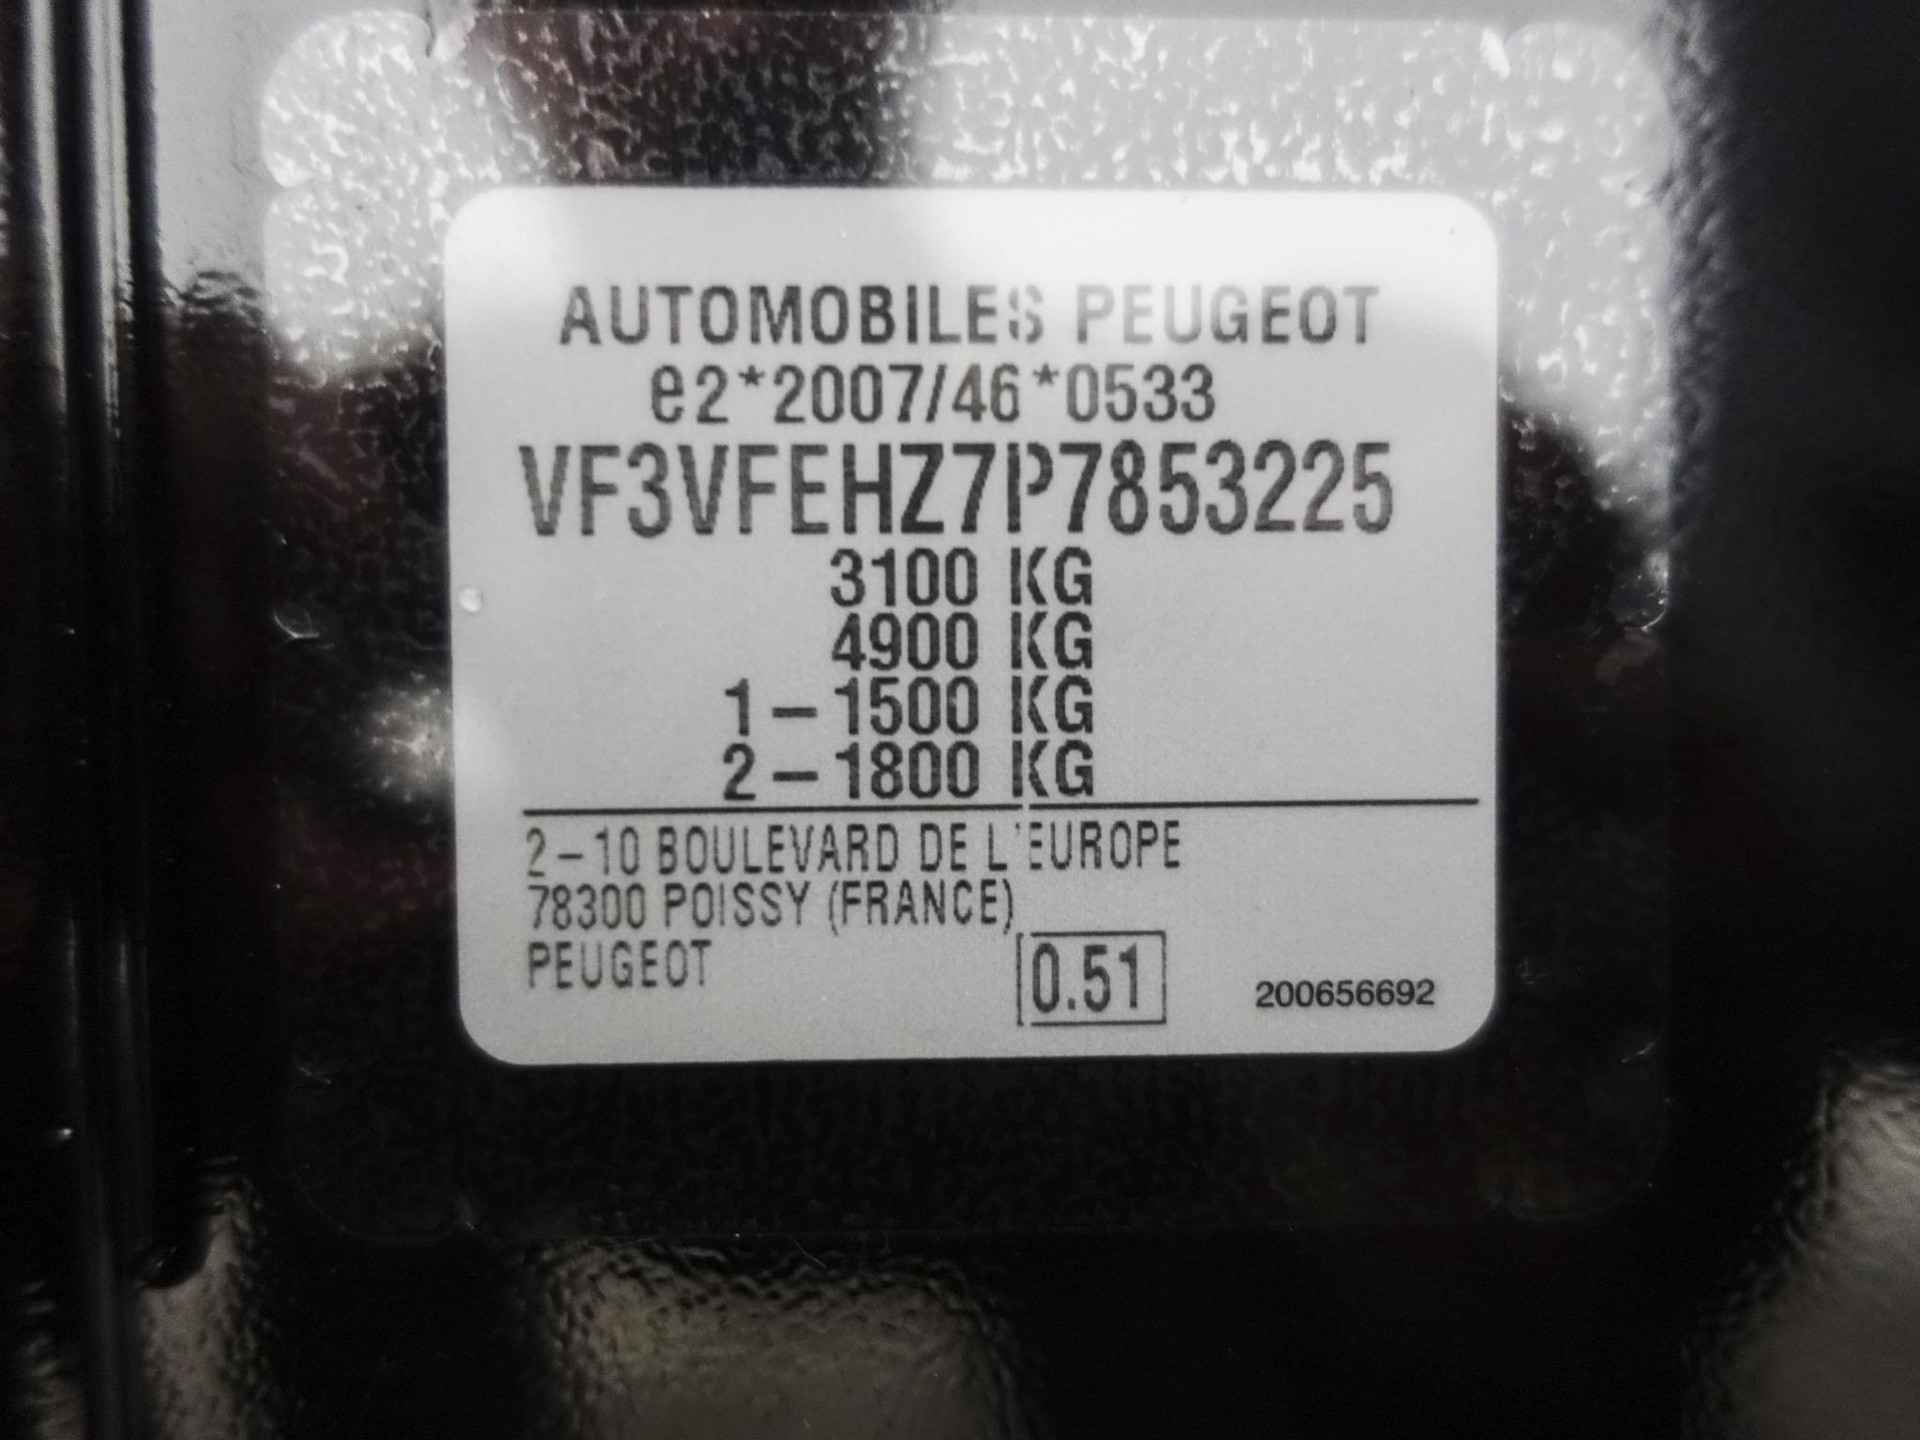 AUTOMOBILES PEUGEOT
e2*2007/46*0533
VF3VFEHZ7P7853225
3100 KG
4900 KG
1-1500 KG
2-1800 KG
2-10 BOULEVARD DE L'EUROPE
78300 POISSY (FRANCE)
PEUGEOT
0.51
200656692